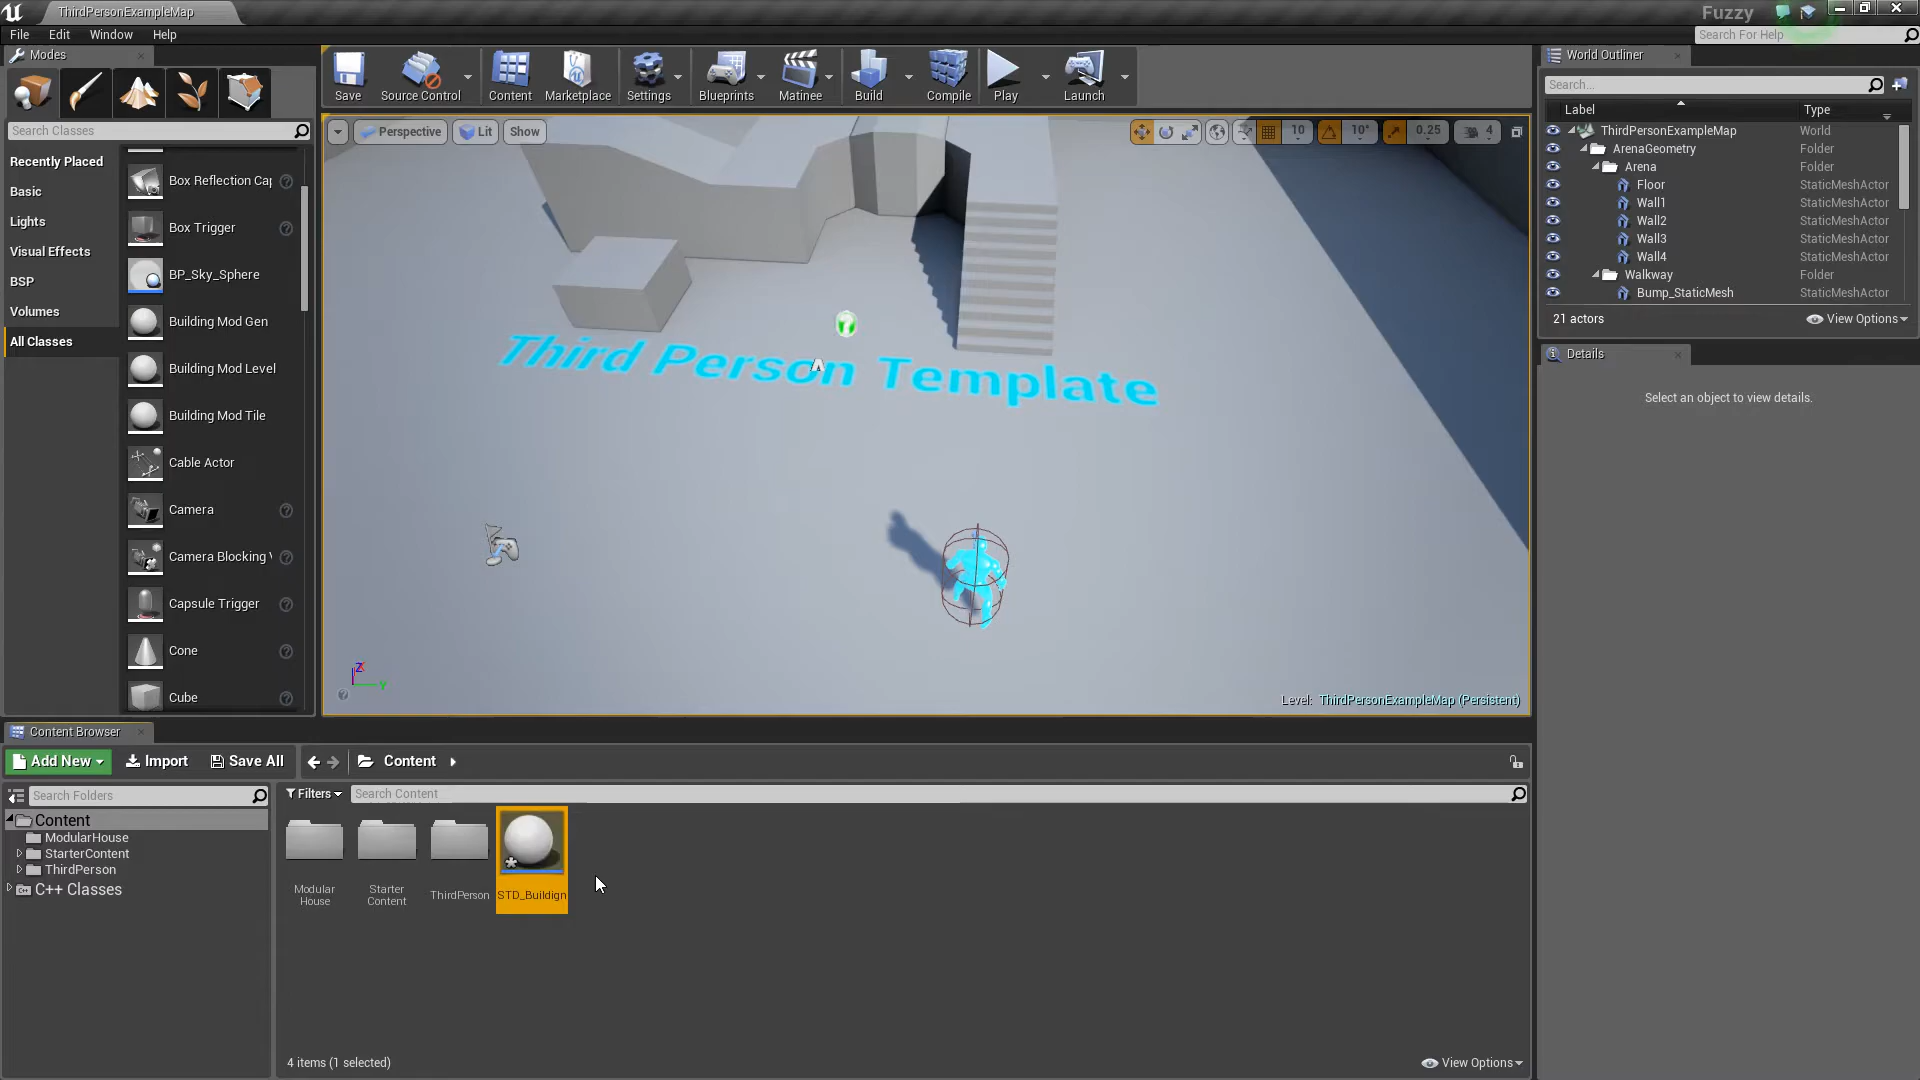 ThirdPersonExampleMap
Fuzzy
File Edit Window Help
Search For Help
Modes
Search Classes
Recently Placed
Basic
Lights
Visual Effects
BSP
Volumes
All Classes
Box Reflection Cap
Box Trigger
BP_Sky_Sphere
Building Mod Gen
Building Mod Level
Building Mod Tile
Cable Actor
Camera
Camera Blocking V
Capsule Trigger
Cone
Cube
Save Source Control Content Marketplace Settings Blueprints Matinee Build Compile Play Launch
Perspective Lit Show 10 10° 0.25 4
Third Person Template
Z
Y
Level: ThirdPersonExampleMap (Persistent)
World Outliner
Search...
Label Type
ThirdPersonExampleMap World
ArenaGeometry Folder
Arena Folder
Floor StaticMeshActor
Wall1 StaticMeshActor
Wall2 StaticMeshActor
Wall3 StaticMeshActor
Wall4 StaticMeshActor
Walkway Folder
Bump_StaticMesh StaticMeshActor
21 actors View Options
Details
Select an object to view details.
Content Browser
Add New Import Save All Content
Search Folders
Content
ModularHouse
StarterContent
ThirdPerson
C++ Classes
Filters Search Content
Modular
House
Starter
Content
ThirdPerson
STD_Buildign
4 items (1 selected) View Options